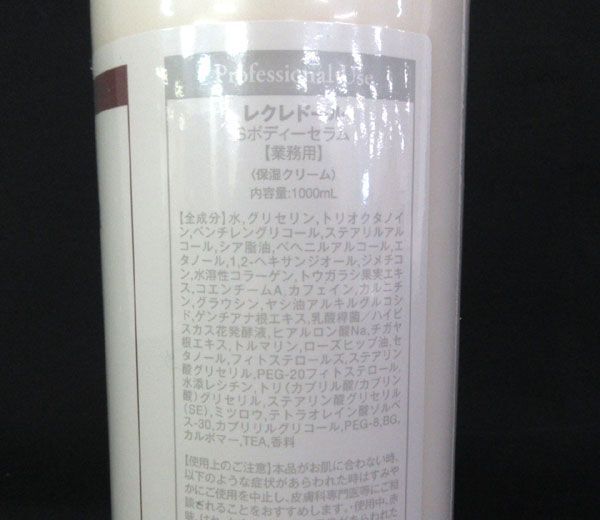 Professional Use
レクレドール
Sボディーセラム
【業務用】
〈保湿クリーム〉
内容量:1000mL
【全成分】水,グリセリン,トリオクタノイ
ン,ペンチレングリコール,ステアリルアル
コール,シア脂油,ベヘニルアルコール,エ
タノール,1,2-ヘキサンジオール,ジメチコ
ン,水溶性コラーゲン,トウガラシ果実エキ
ス,コエンチームA,カフェイン,カルニチ
ン,グラウシン,ヤシ油アルキルグルコシ
ド,ゲンチアナ根エキス,乳酸桿菌/ハイビ
スカス花発酵液,ヒアルロン酸Na,チガヤ
根エキス,トルマリン,ローズヒップ油,セ
タノール,フィトステロールズ,ステアリン
酸グリセリル,PEG-20フィトステロール,
水添レシチン,トリ(カプリル酸/カプリン
酸)グリセリル,ステアリン酸グリセリル
(SE),ミツロウ,テトラオレイン酸ソルベ
ス-30,カプリリルグリコール,PEG-8,BG,
カルボマー,TEA,香料
【使用上のご注意】本品がお肌に合わない時、
以下のような症状があらわれた時はすみや
かにご使用を中止し、皮膚科専門医等にご相
談されることをおすすめします。・使用中、赤